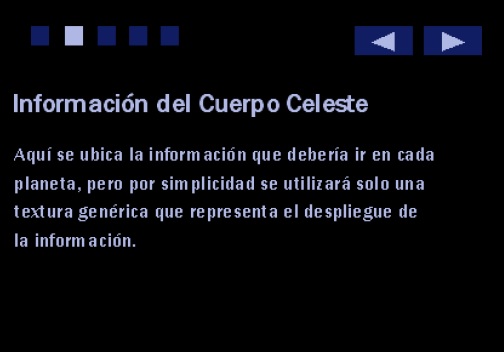 Información del Cuerpo Celeste
Aquí se ubica la información que debería ir en cada
planeta, pero por simplicidad se utilizará solo una
textura genérica que representa el despliegue de
la información.